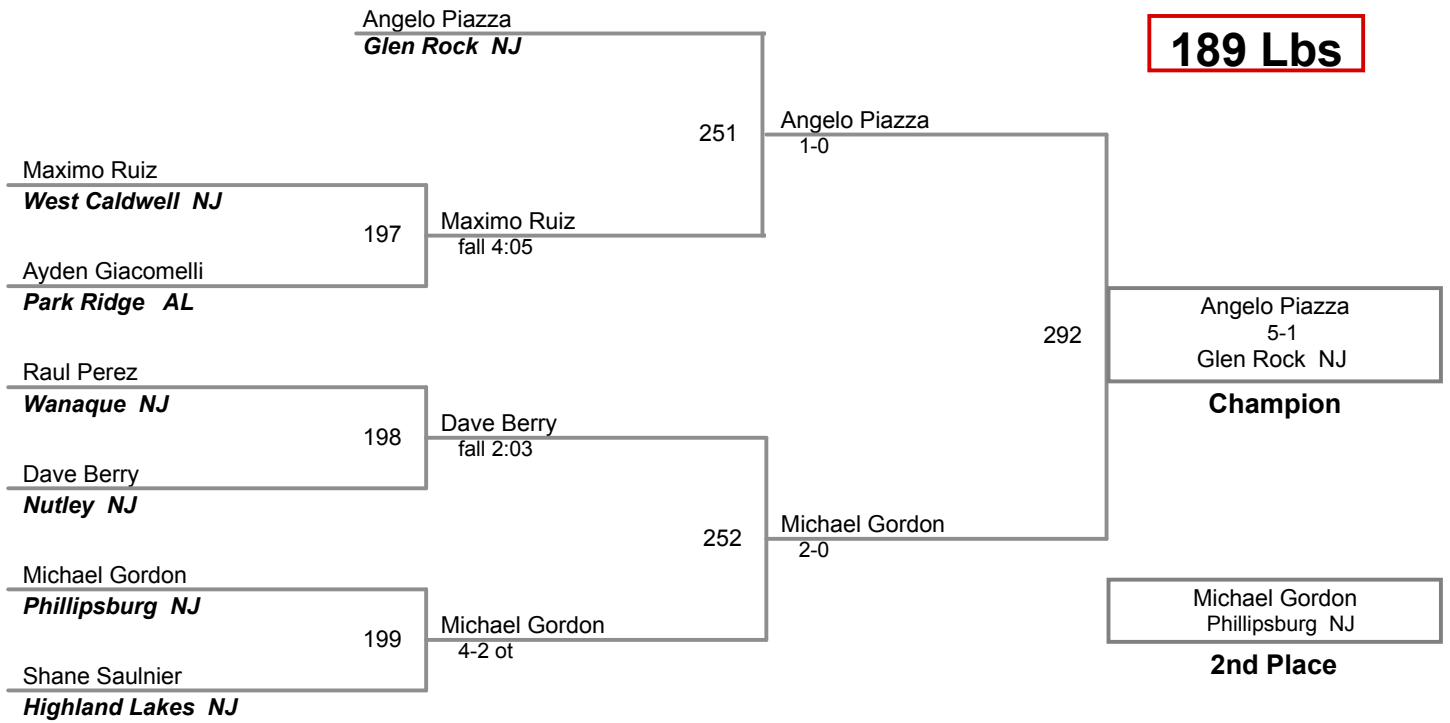 Angelo Piazza
Glen Rock NJ
189 Lbs
251
Angelo Piazza
1-0
Maximo Ruiz
West Caldwell NJ
197
Maximo Ruiz
fall 4:05
Ayden Giacomelli
Park Ridge AL
292
Angelo Piazza
5-1
Glen Rock NJ
Champion
Raul Perez
Wanaque NJ
198
Dave Berry
fall 2:03
Dave Berry
Nutley NJ
252
Michael Gordon
2-0
Michael Gordon
Phillipsburg NJ
199
Michael Gordon
4-2 ot
Shane Saulnier
Highland Lakes NJ
Michael Gordon
Phillipsburg NJ
2nd Place